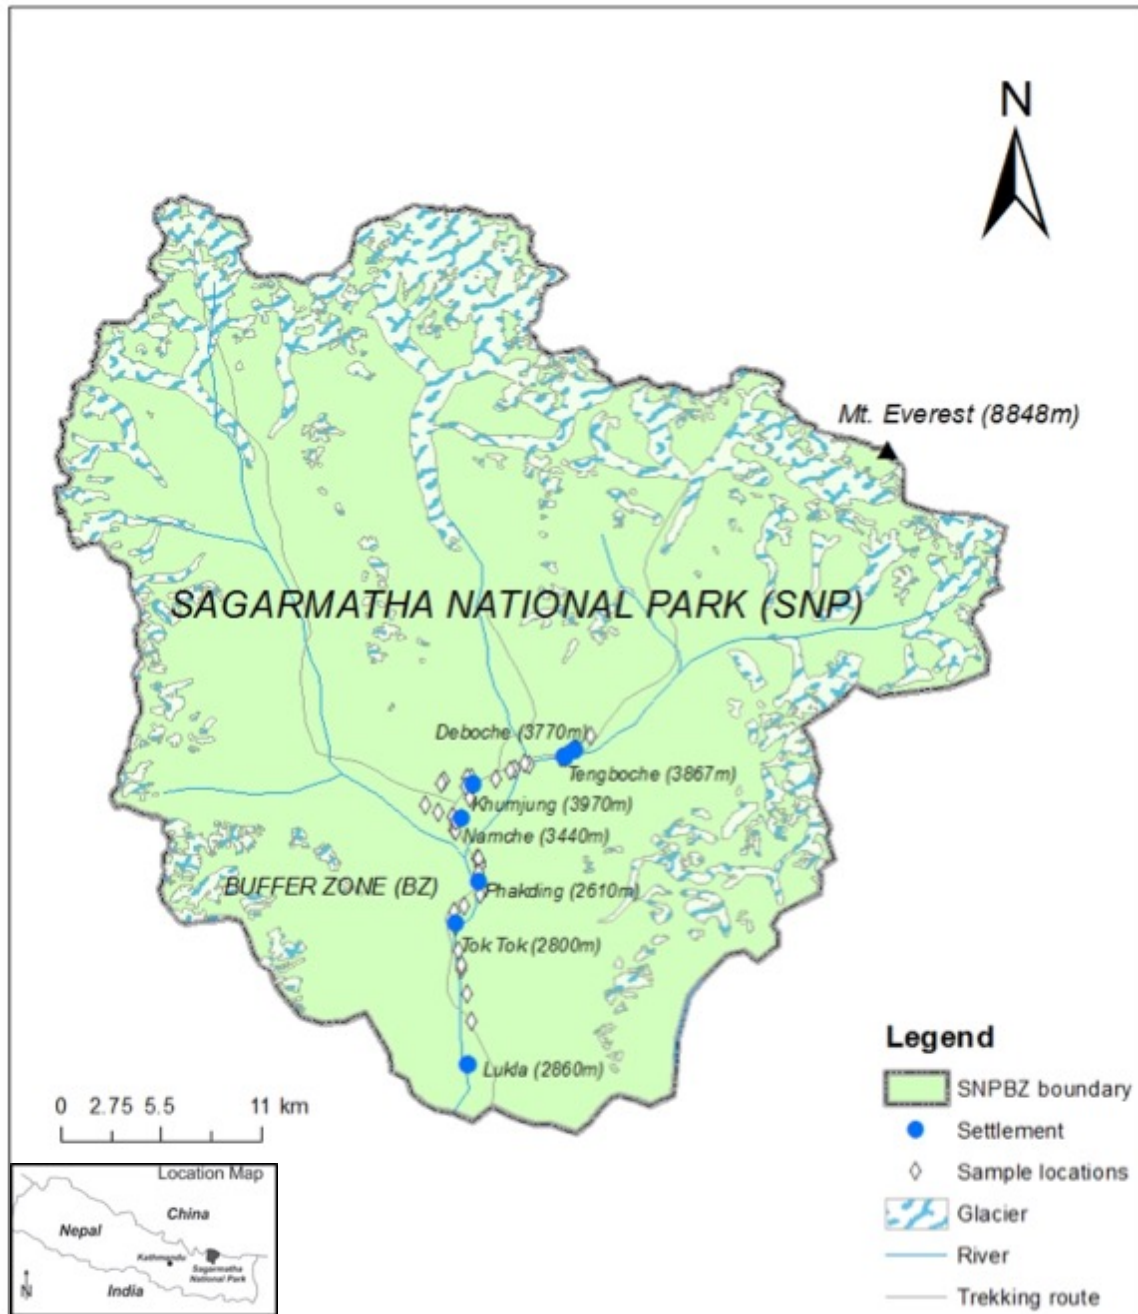 N
Mt. Everest (8848m)
SAGARMATHA NATIONAL PARK (SNP)
Deboche (3770m)
Tengboche (3867m)
Khumjung (3970m)
Namche (3440m)
BUFFER ZONE (BZ)
Phakding (2610m)
Tok Tok (2800m)
Lukla (2860m)
0 2.75 5.5 11 km
Legend
SNPBZ boundary
Settlement
Sample locations
Glacier
River
Trekking route
Location Map
China
Nepal
Kathmandu
Sagarmatha
National Park
India
N